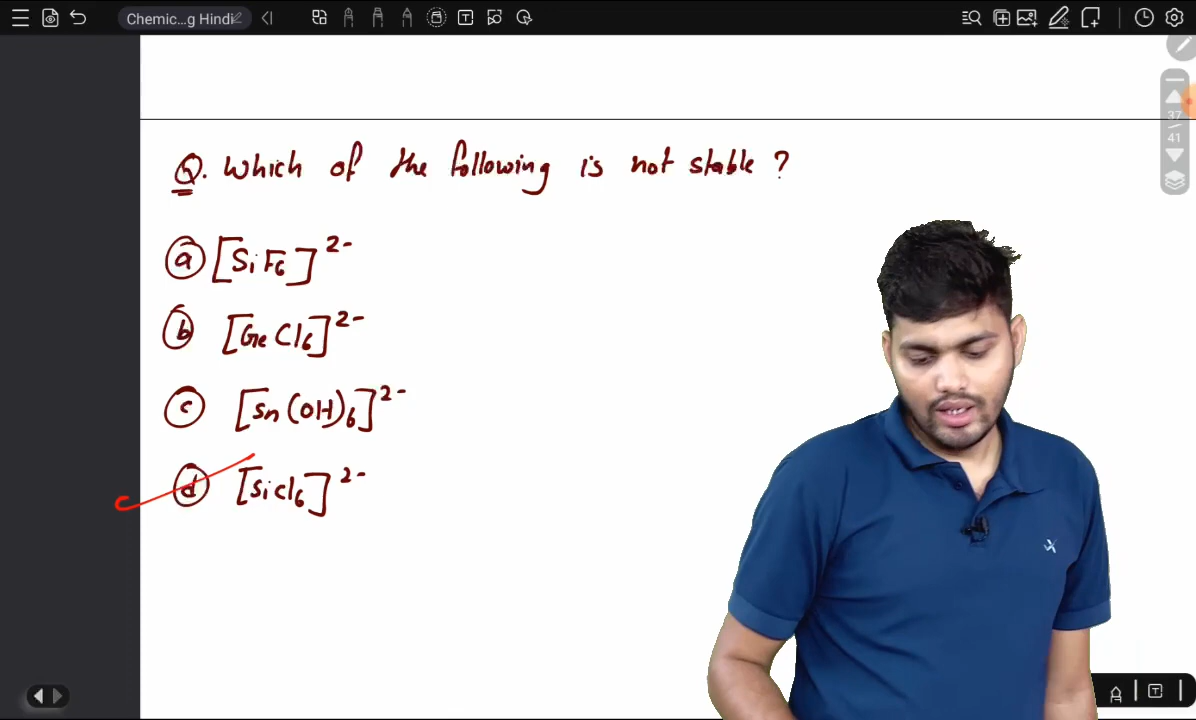 Chemic...g Hindi
37
41
Q. Which of the following is not stable ?
a [SiF6]2-
b [GeCl6]2-
c [Sn(OH)6]2-
d [SiCl6]2-